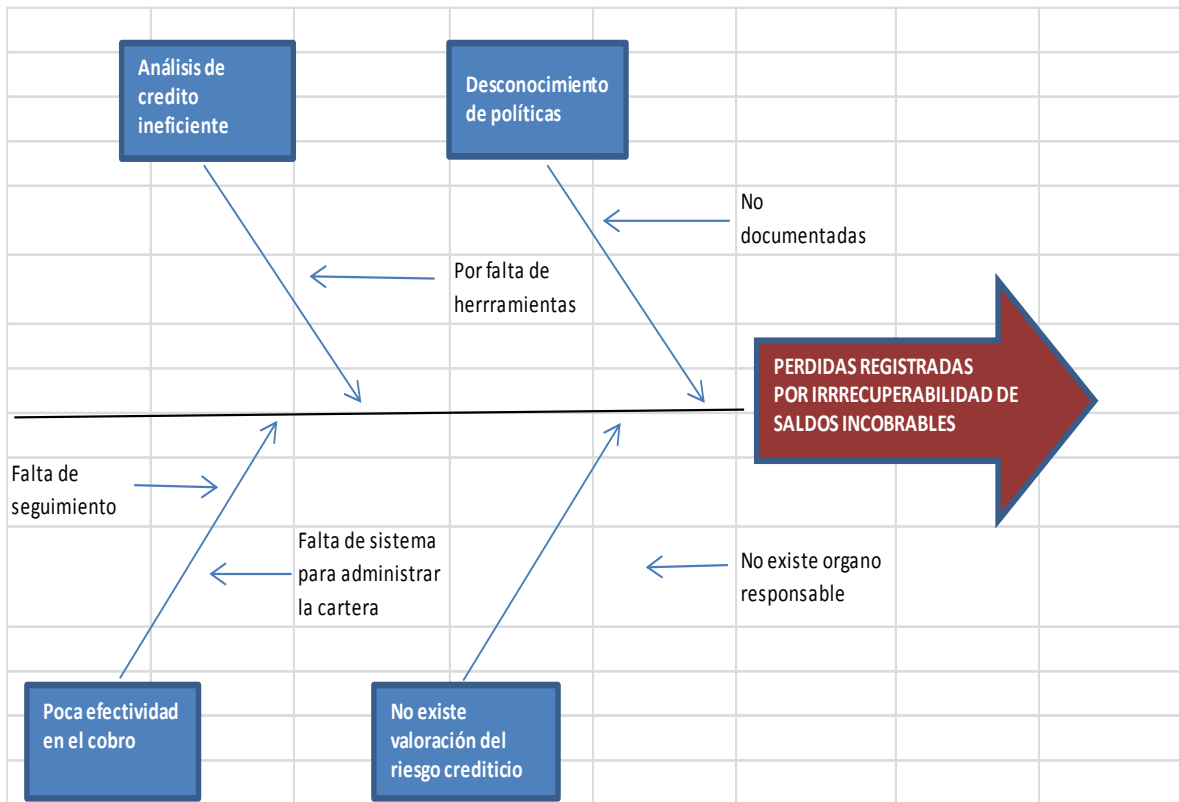 Análisis de
credito
ineficiente
Desconocimiento
de políticas
No
documentadas
Por falta de
herrramientas
PERDIDAS REGISTRADAS
POR IRRRECUPERABILIDAD DE
SALDOS INCOBRABLES
Falta de
seguimiento
Falta de sistema
para administrar
la cartera
No existe organo
responsable
Poca efectividad
en el cobro
No existe
valoración del
riesgo crediticio